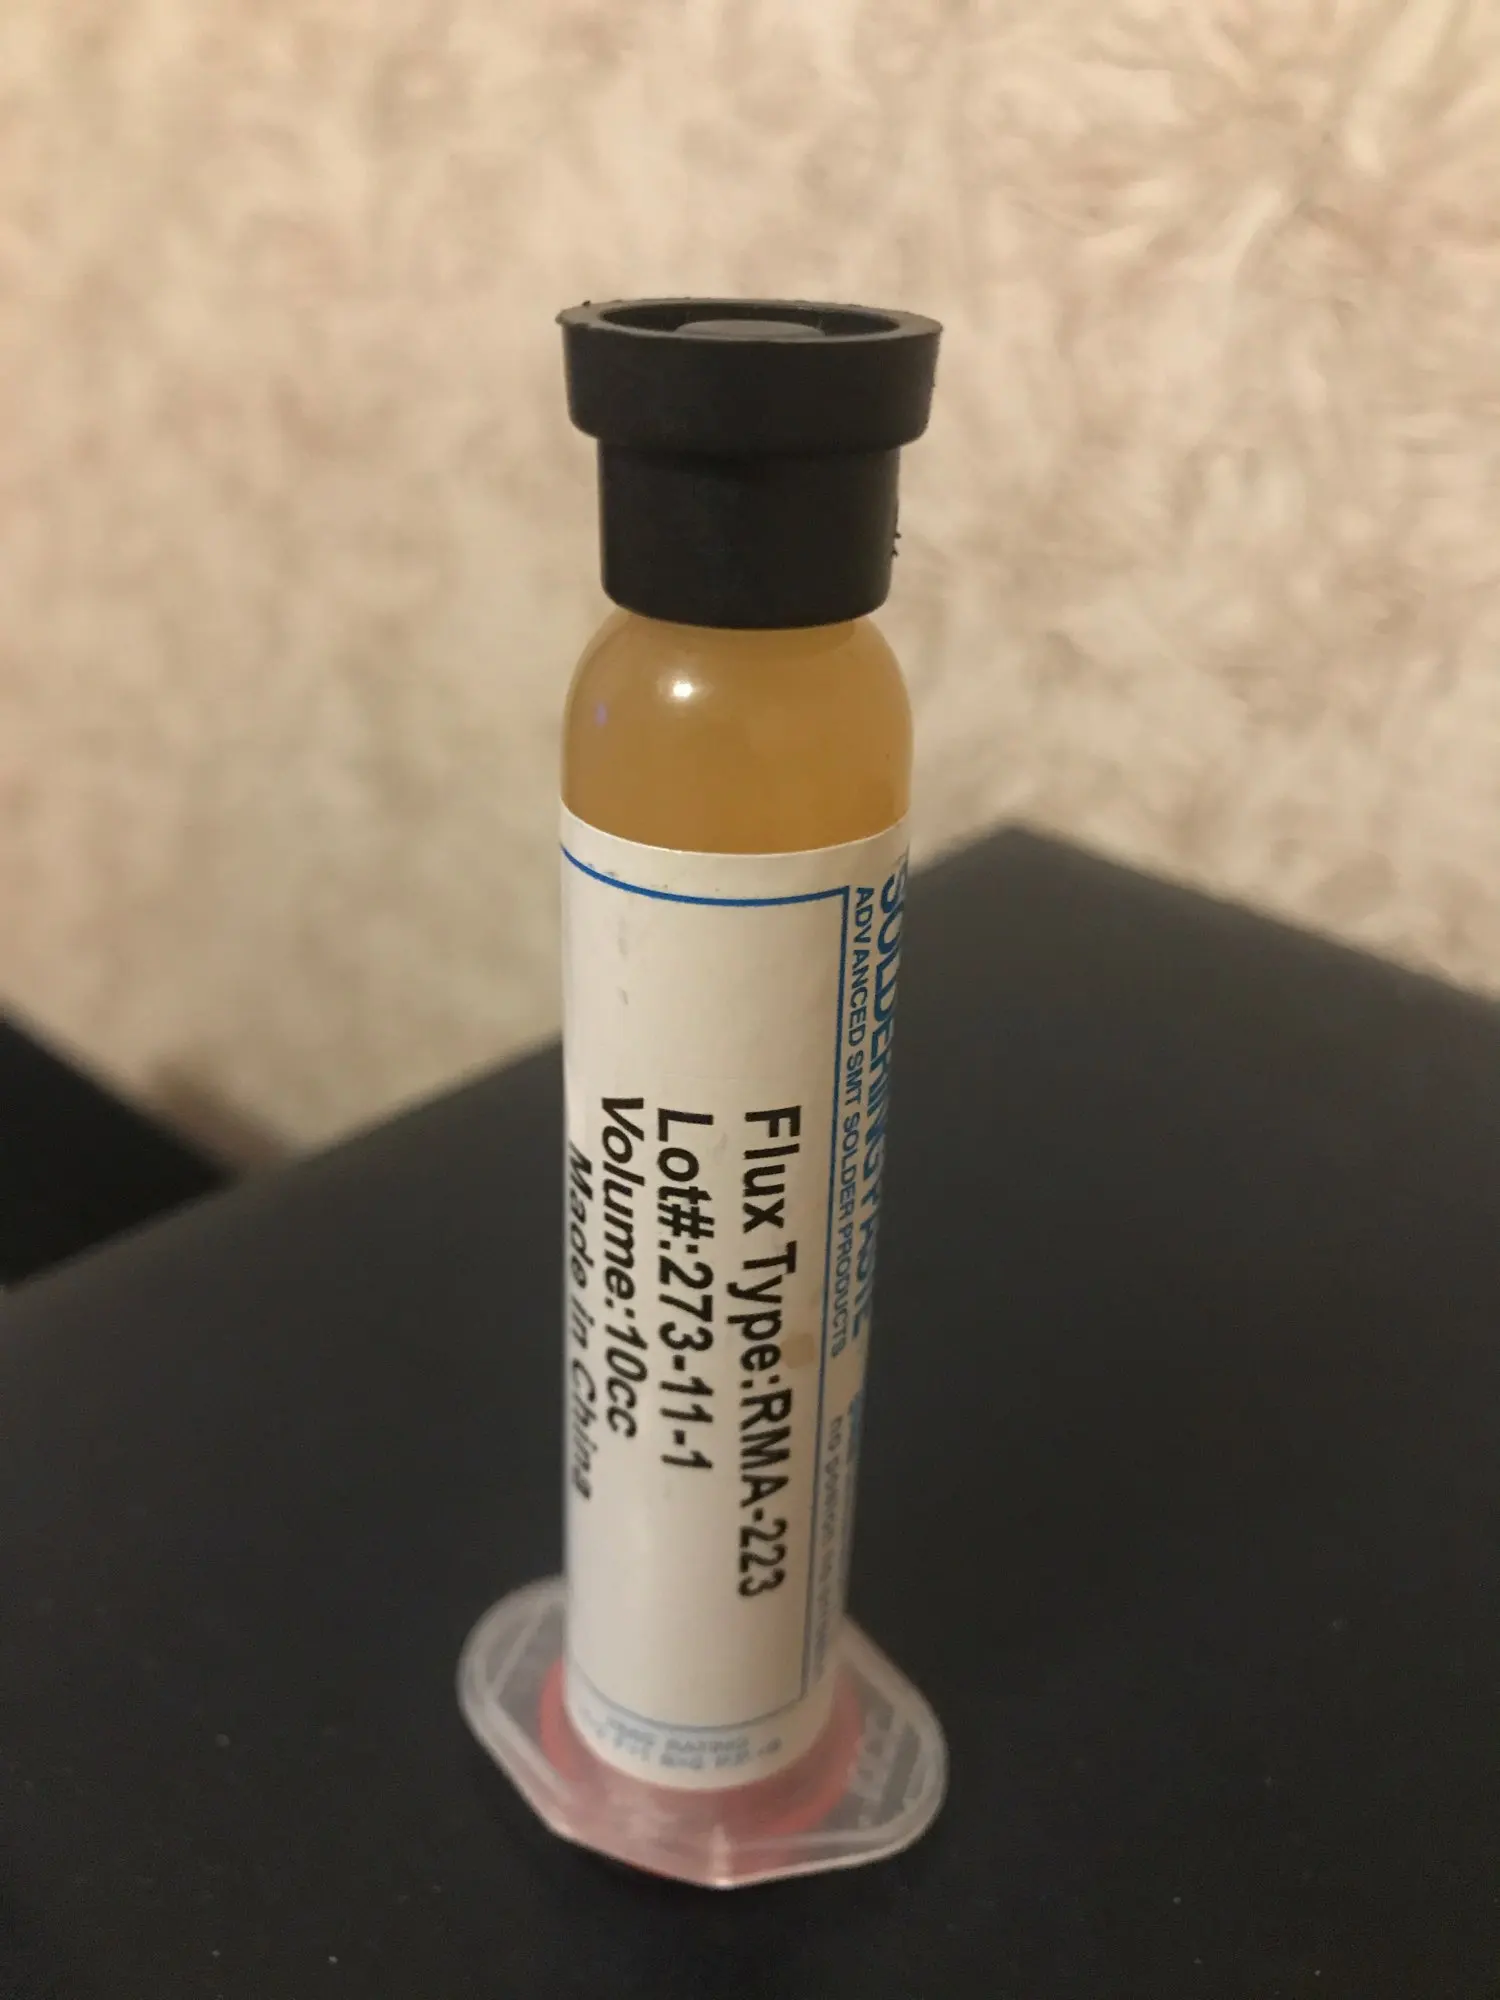 SOLDERING PASTE
ADVANCED SMT SOLDER PRODUCTS
Flux Type:RMA-223
Lot#:273-11-1
Volume:10cc
Made in China